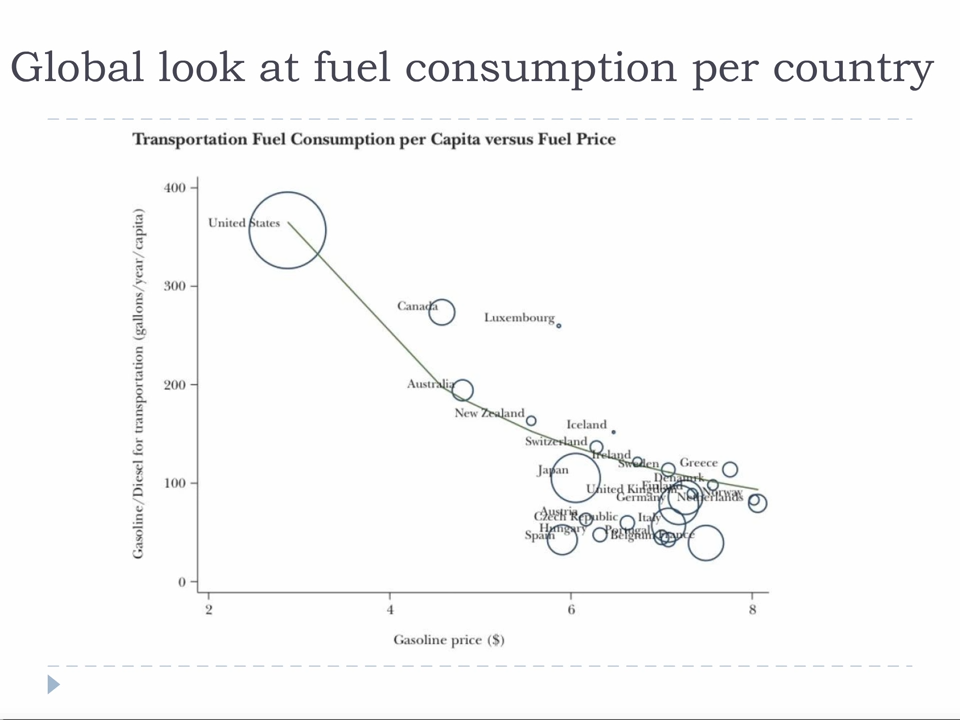 Global look at fuel consumption per country
Transportation Fuel Consumption per Capita versus Fuel Price
Gasoline/Diesel for transportation (gallons/year/capita)
400
300
200
100
0
United States
Canada
Luxembourg
Australia
New Zealand
Iceland
Switzerland
Ireland
Sweden
Greece
Japan
Denamrk
Finland
United Kingdom
Germany
Norway
Netherlands
Austria
Czech Republic
Italy
Hungary
Portugal
Spain
Belgium
France
2 4 6 8
Gasoline price ($)